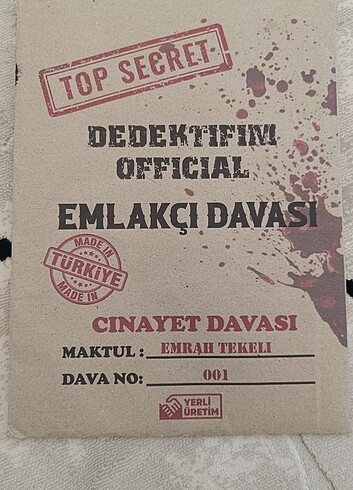 TOP SECRET
DEDEKTIFIM
OFFICIAL
EMLAKÇI DAVASI
MADE IN
TÜRKİYE
MADE IN
CINAYET DAVASI
MAKTUL : EMRAH TEKELI
DAVA NO: 001
YERLİ
ÜRETİM